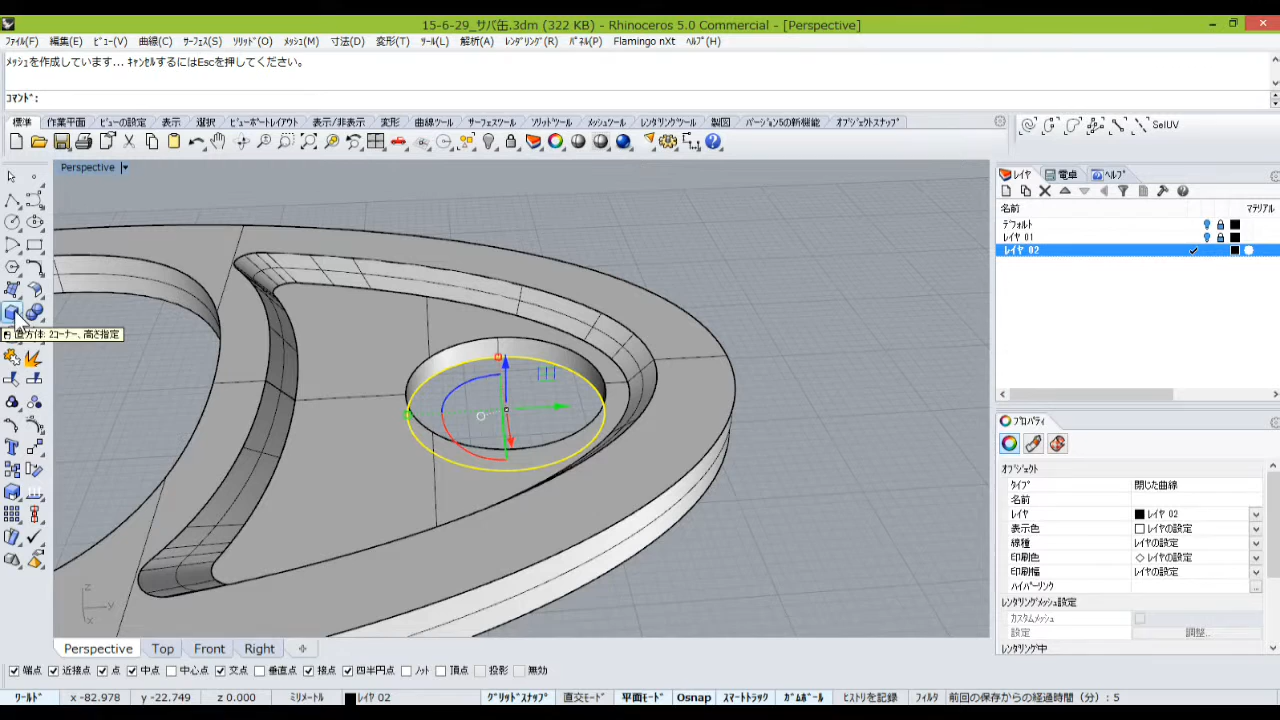 15-6-29_サバ缶.3dm (322 KB) - Rhinoceros 5.0 Commercial - [Perspective]
ファイル(F) 編集(E) ビュー(V) 曲線(C) サーフェス(S) ソリッド(O) メッシュ(M) 寸法(D) 変形(T) ツール(L) 解析(A) レンダリング(R) パネル(P) Flamingo nXt ヘルプ(H)
メッシュを作成しています... キャンセルするにはEscを押してください。
コマンド:
標準 作業平面 ビューの設定 表示 選択 ビューポートレイアウト 表示/非表示 変形 曲線ツール サーフェスツール ソリッドツール メッシュツール レンダリングツール 製図 バージョン5の新機能 オブジェクトスナップ
SelUV
Perspective
レイヤ 電卓 ヘルプ
名前 マテリアル
デフォルト
レイヤ 01
レイヤ 02
直方体: 2コーナー、高さ指定
プロパティ
オブジェクト
タイプ 閉じた曲線
名前
レイヤ レイヤ 02
表示色 レイヤの設定
線種 レイヤの設定
印刷色 レイヤの設定
印刷幅 レイヤの設定
ハイパーリンク ...
レンダリングメッシュ設定
カスタムメッシュ
設定 調整...
レンダリング中
z
y
x
Perspective Top Front Right
端点 近接点 点 中点 中心点 交点 垂直点 接点 四半円点 ノット 頂点 投影 無効
ワールド x -82.978 y -22.749 z 0.000 ミリメートル レイヤ 02 グリッドスナップ 直交モード 平面モード Osnap スマートトラック ガムボール ヒストリを記録 フィルタ 前回の保存からの経過時間（分）: 5